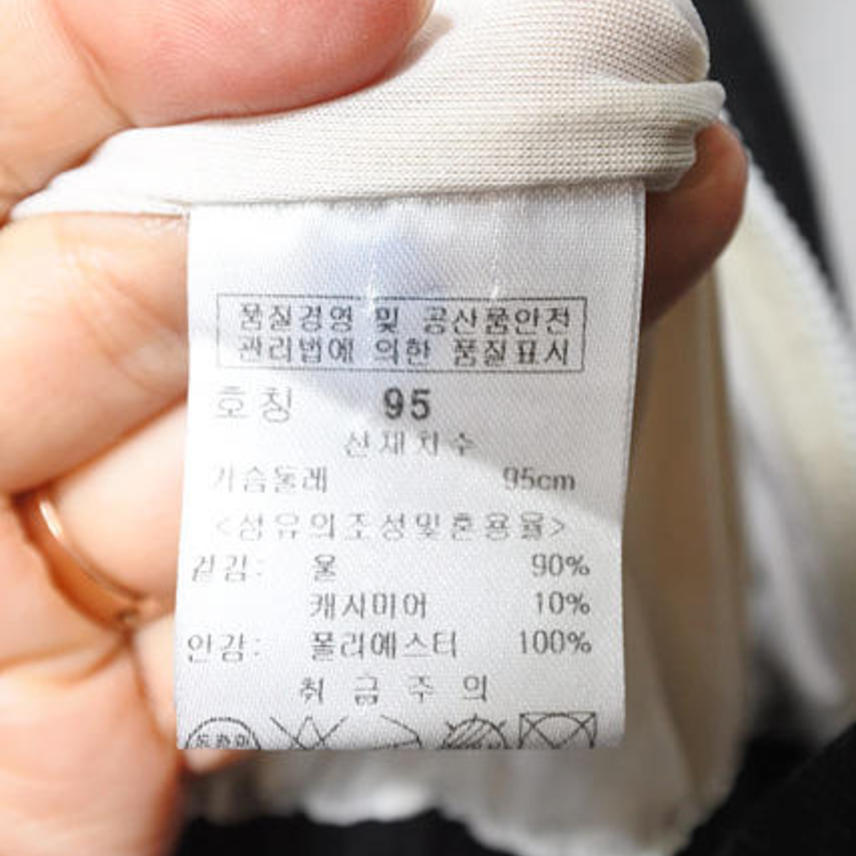 품질경영 및 공산품안전
관리법에 의한 품질표시
호칭 95
신체치수
가슴둘레 95cm
<섬유의조성및혼용율>
겉감: 울 90%
캐시미어 10%
안감: 폴리에스터 100%
취급주의